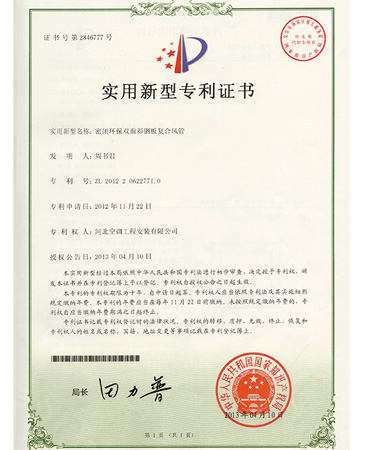 证书号第2846777号
实用新型专利证书
实用新型名称：密闭环保双面彩钢板复合风管
发 明 人：周书君
专 利 号：ZL 2012 2 0622771.0
专利申请日：2012年11月22日
专 利 权 人：河北空调工程安装有限公司
授权公告日：2013年04月10日
本实用新型经过本局依照中华人民共和国专利法进行初步审查，决定授予专利权，颁
发本证书并在专利登记簿上予以登记。专利权自授权公告之日起生效。
本专利的专利权期限为十年，自申请日起算。专利权人应当依照专利法及其实施细则
规定缴纳年费。本专利的年费应当在每年11月22日前缴纳。未按照规定缴纳年费的，专
利权自应当缴纳年费期满之日起终止。
专利证书记载专利权登记时的法律状况。专利权的转移、质押、无效、终止、恢复和
专利权人的姓名或名称、国籍、地址变更等事项记载在专利登记簿上。
局长 田力普
中华人民共和国国家知识产权局
2013年04月10日
第1页（共1页）